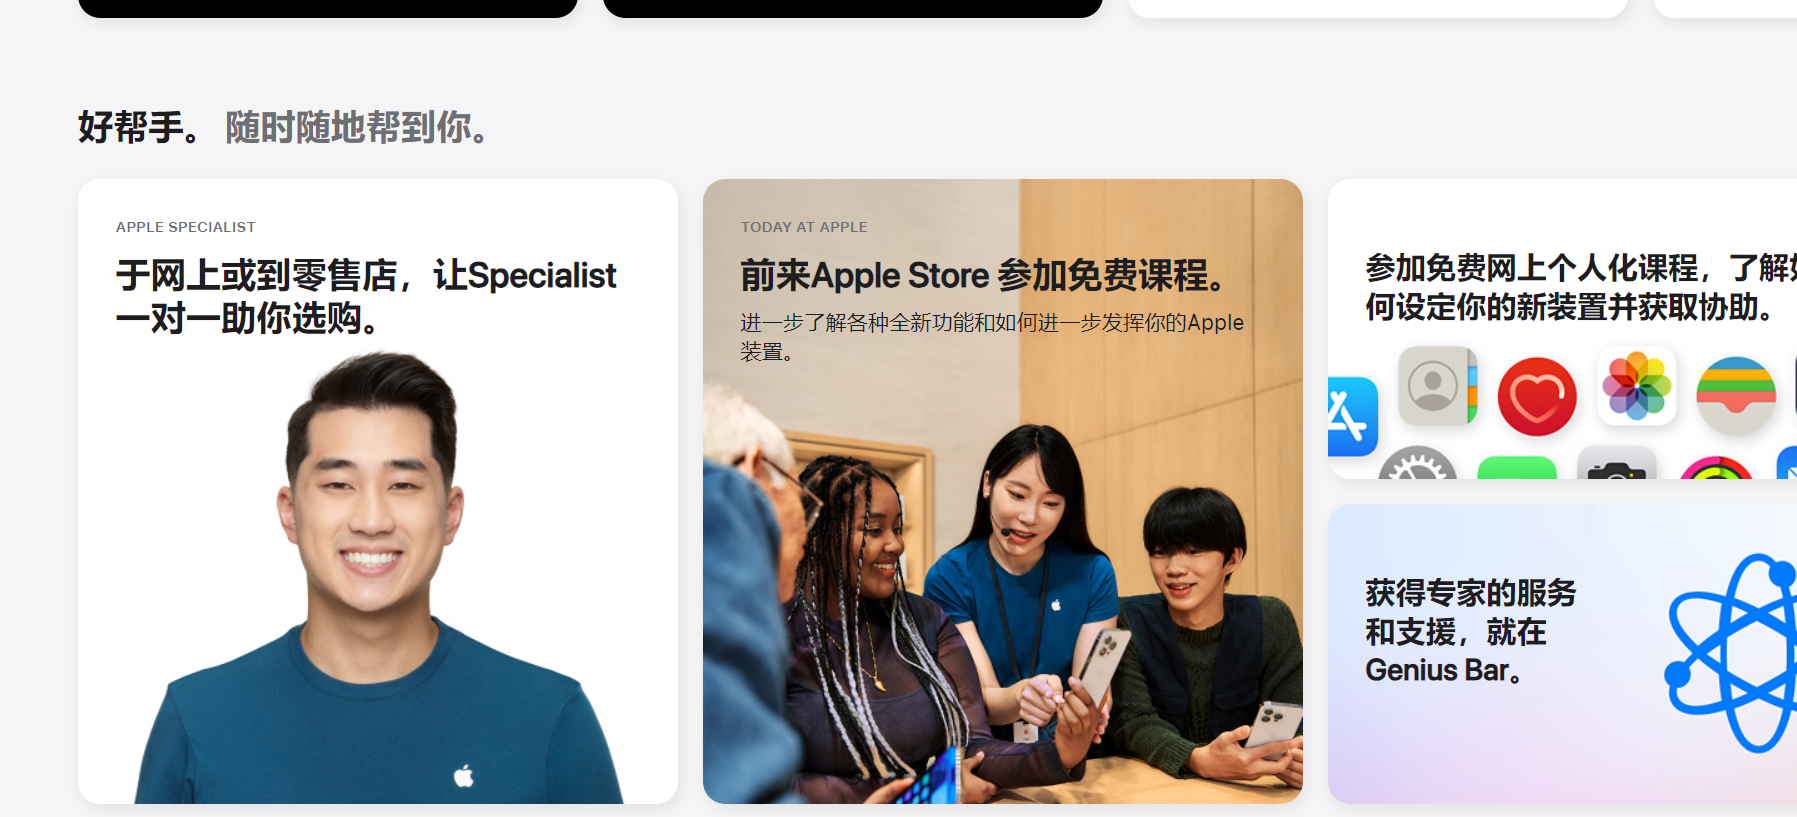 好帮手。 随时随地帮到你。
APPLE SPECIALIST
于网上或到零售店，让Specialist
一对一助你选购。
TODAY AT APPLE
前来Apple Store 参加免费课程。
进一步了解各种全新功能和如何进一步发挥你的Apple
装置。
参加免费网上个人化课程，了解如
何设定你的新装置并获取协助。
获得专家的服务
和支援，就在
Genius Bar。